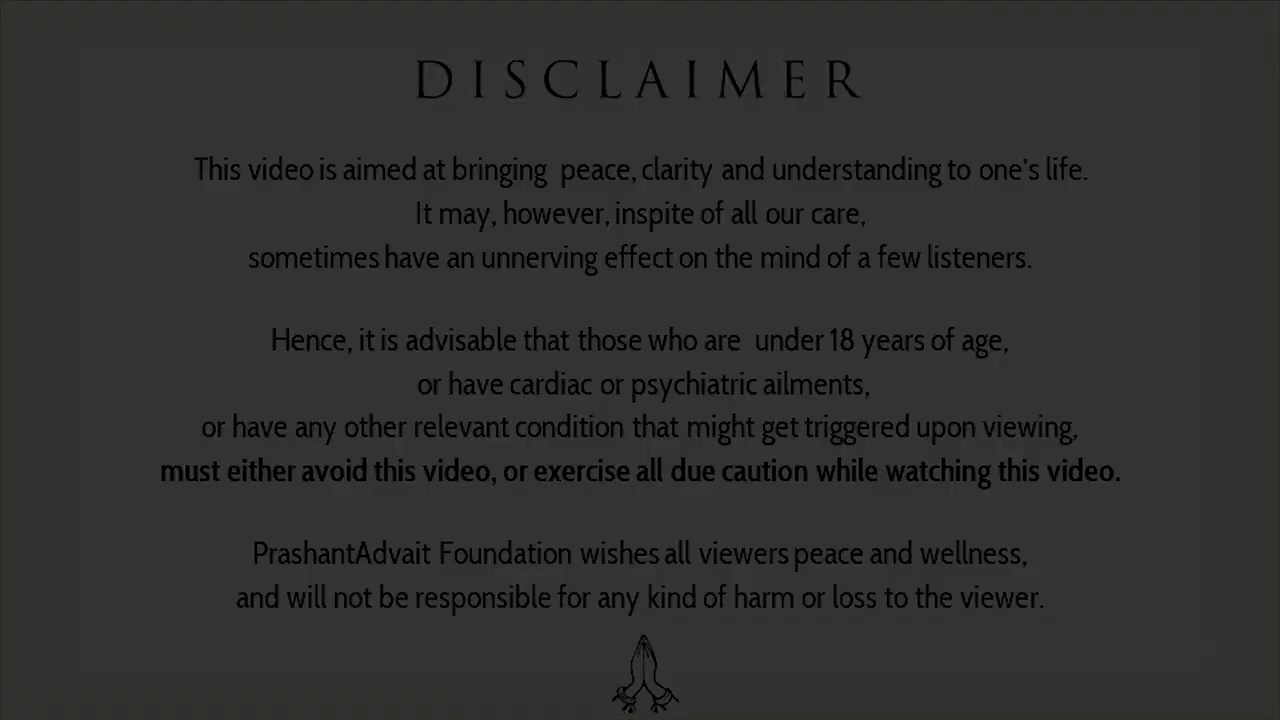 DISCLAIMER
This video is aimed at bringing peace, clarity and understanding to one's life.
It may, however, inspite of all our care,
sometimes have an unnerving effect on the mind of a few listeners.
Hence, it is advisable that those who are under 18 years of age,
or have cardiac or psychiatric ailments,
or have any other relevant condition that might get triggered upon viewing,
must either avoid this video, or exercise all due caution while watching this video.
PrashantAdvait Foundation wishes all viewers peace and wellness,
and will not be responsible for any kind of harm or loss to the viewer.